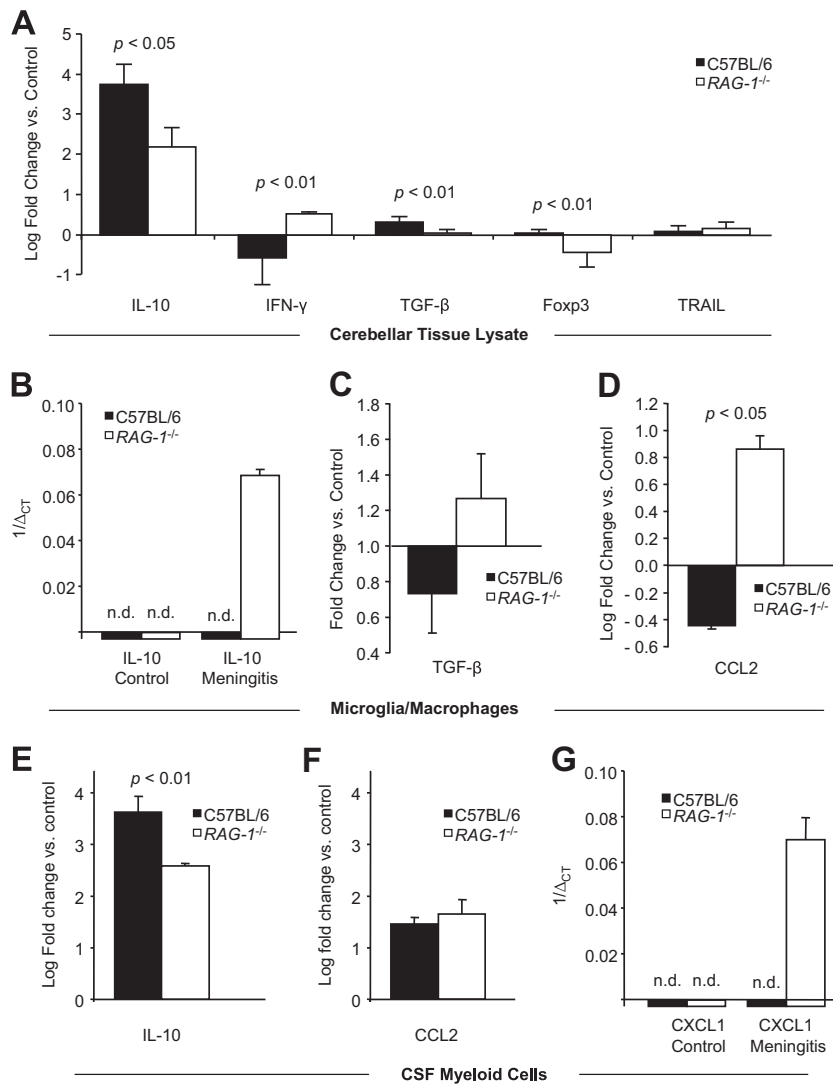 A
p < 0.05
C57BL/6
RAG-1-/-
Log Fold Change vs. Control
5
4
3
2
1
0
-1
p < 0.01
p < 0.01
p < 0.01
IL-10
IFN-γ
TGF-β
Foxp3
TRAIL
Cerebellar Tissue Lysate
B
1/ΔCT
0.10
0.08
0.06
0.04
0.02
C57BL/6
RAG-1-/-
n.d.
n.d.
n.d.
IL-10
Control
IL-10
Meningitis
C
Fold Change vs. Control
1.8
1.6
1.4
1.2
1.0
0.8
0.6
0.4
C57BL/6
RAG-1-/-
TGF-β
D
Log Fold Change vs. Control
1.2
1.0
0.8
0.6
0.4
0.2
0.0
- 0.2
- 0.4
- 0.6
p < 0.05
C57BL/6
RAG-1-/-
CCL2
Microglia/Macrophages
E
Log Fold Change vs. control
4
3
2
1
0
p < 0.01
C57BL/6
RAG-1-/-
IL-10
F
Log fold change vs. control
4
3
2
1
0
C57BL/6
RAG-1-/-
CCL2
G
1/ΔCT
0.10
0.08
0.06
0.04
0.02
C57BL/6
RAG-1-/-
n.d.
n.d.
n.d.
CXCL1
Control
CXCL1
Meningitis
CSF Myeloid Cells